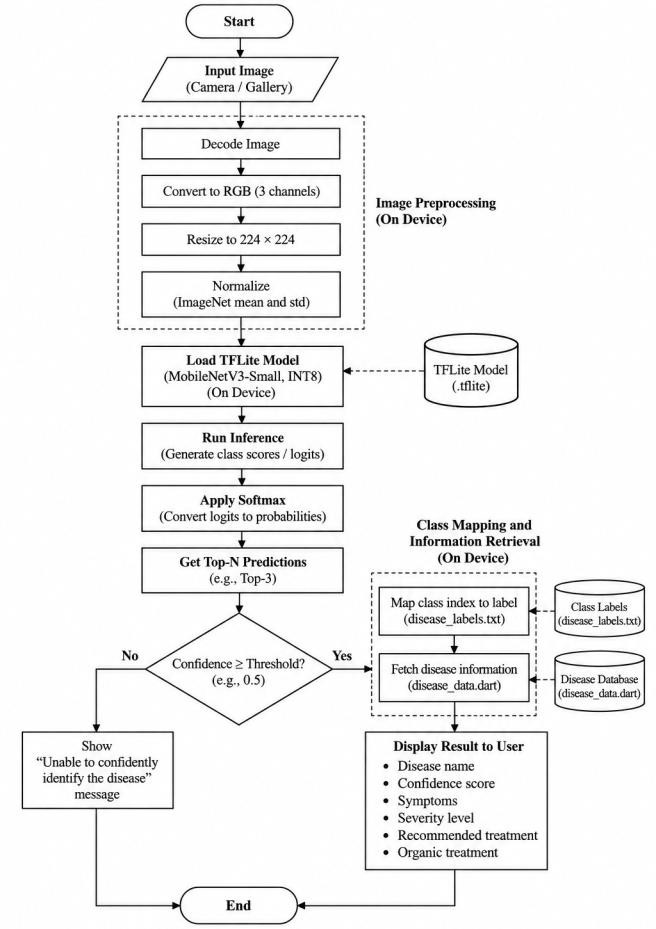 Start
Input Image
(Camera / Gallery)
Decode Image
Convert to RGB (3 channels)
Resize to 224 × 224
Normalize
(ImageNet mean and std)
Image Preprocessing
(On Device)
Load TFLite Model
(MobileNetV3-Small, INT8)
(On Device)
TFLite Model
(.tflite)
Run Inference
(Generate class scores / logits)
Apply Softmax
(Convert logits to probabilities)
Get Top-N Predictions
(e.g., Top-3)
Class Mapping and
Information Retrieval
(On Device)
Map class index to label
(disease_labels.txt)
Class Labels
(disease_labels.txt)
No
Confidence ≥ Threshold?
(e.g., 0.5)
Yes
Fetch disease information
(disease_data.dart)
Disease Database
(disease_data.dart)
Show
“Unable to confidently
identify the disease”
message
Display Result to User
• Disease name
• Confidence score
• Symptoms
• Severity level
• Recommended treatment
• Organic treatment
End